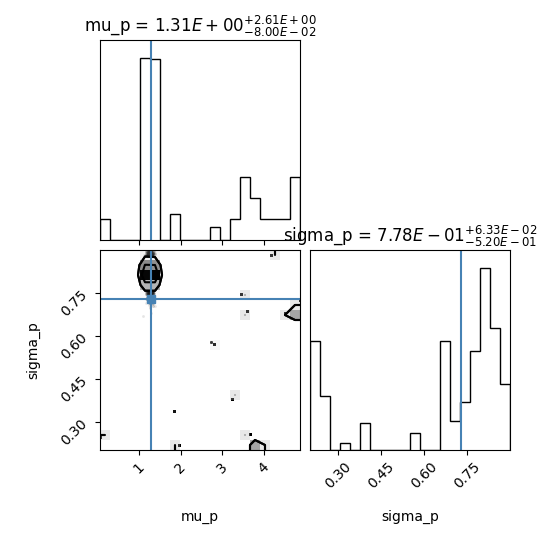 mu_p = 1.31E+00+2.61E+00−8.00E−02
sigma_p = 7.78E−01+6.33E−02−5.20E−01
0.75
0.60
0.45
0.30
sigma_p
1 2 3 4
0.30 0.45 0.60 0.75
mu_p sigma_p